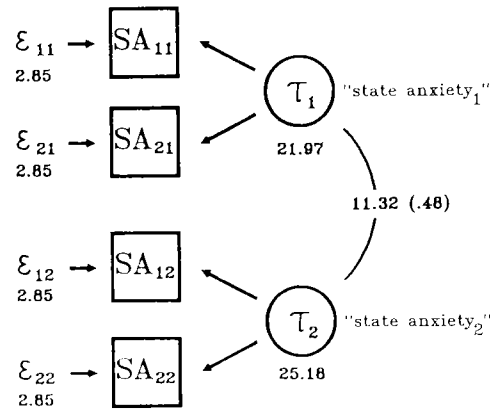 ε₁₁ SA₁₁
2.85
τ₁ "state anxiety₁"
ε₂₁ SA₂₁
2.85
21.97
11.32 (.48)
ε₁₂ SA₁₂
2.85
τ₂ "state anxiety₂"
ε₂₂ SA₂₂
2.85
25.18